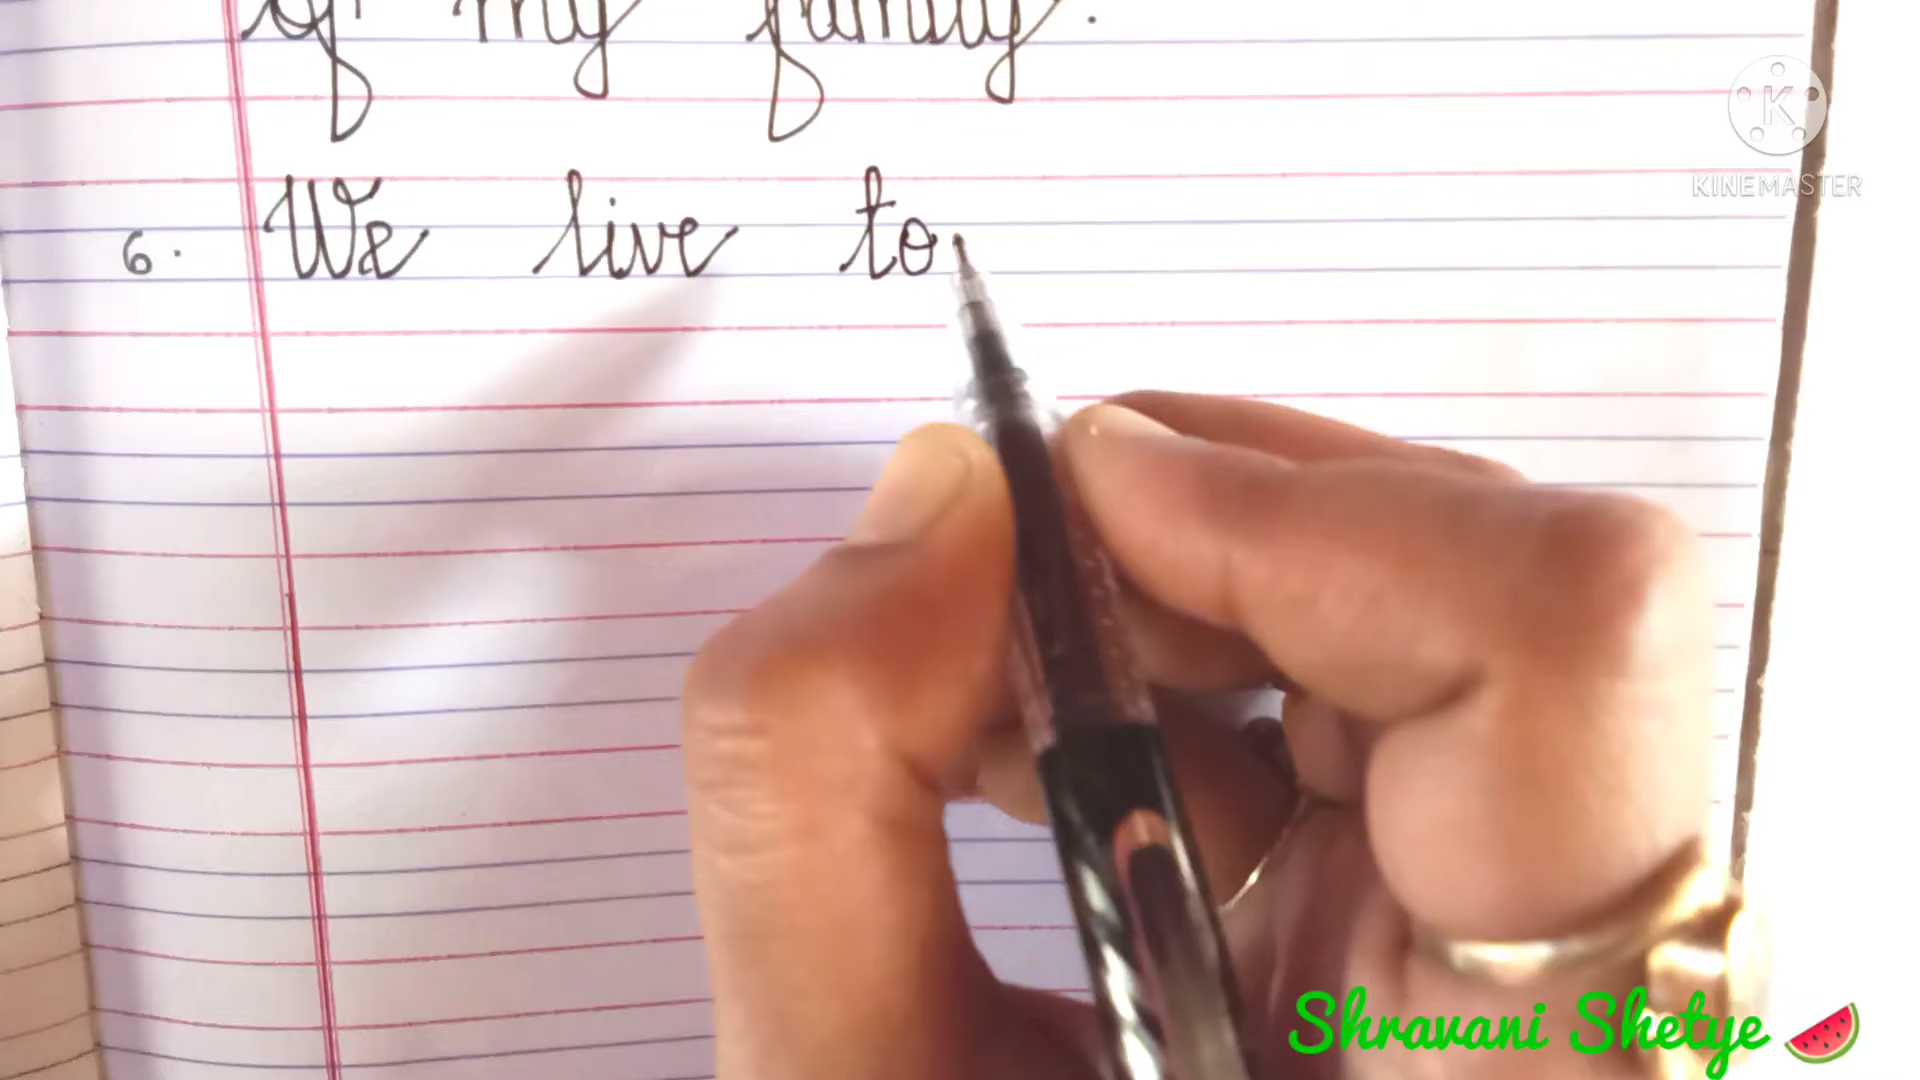 of my family.
6. We live to
K
KINEMASTER
Shravani Shetye